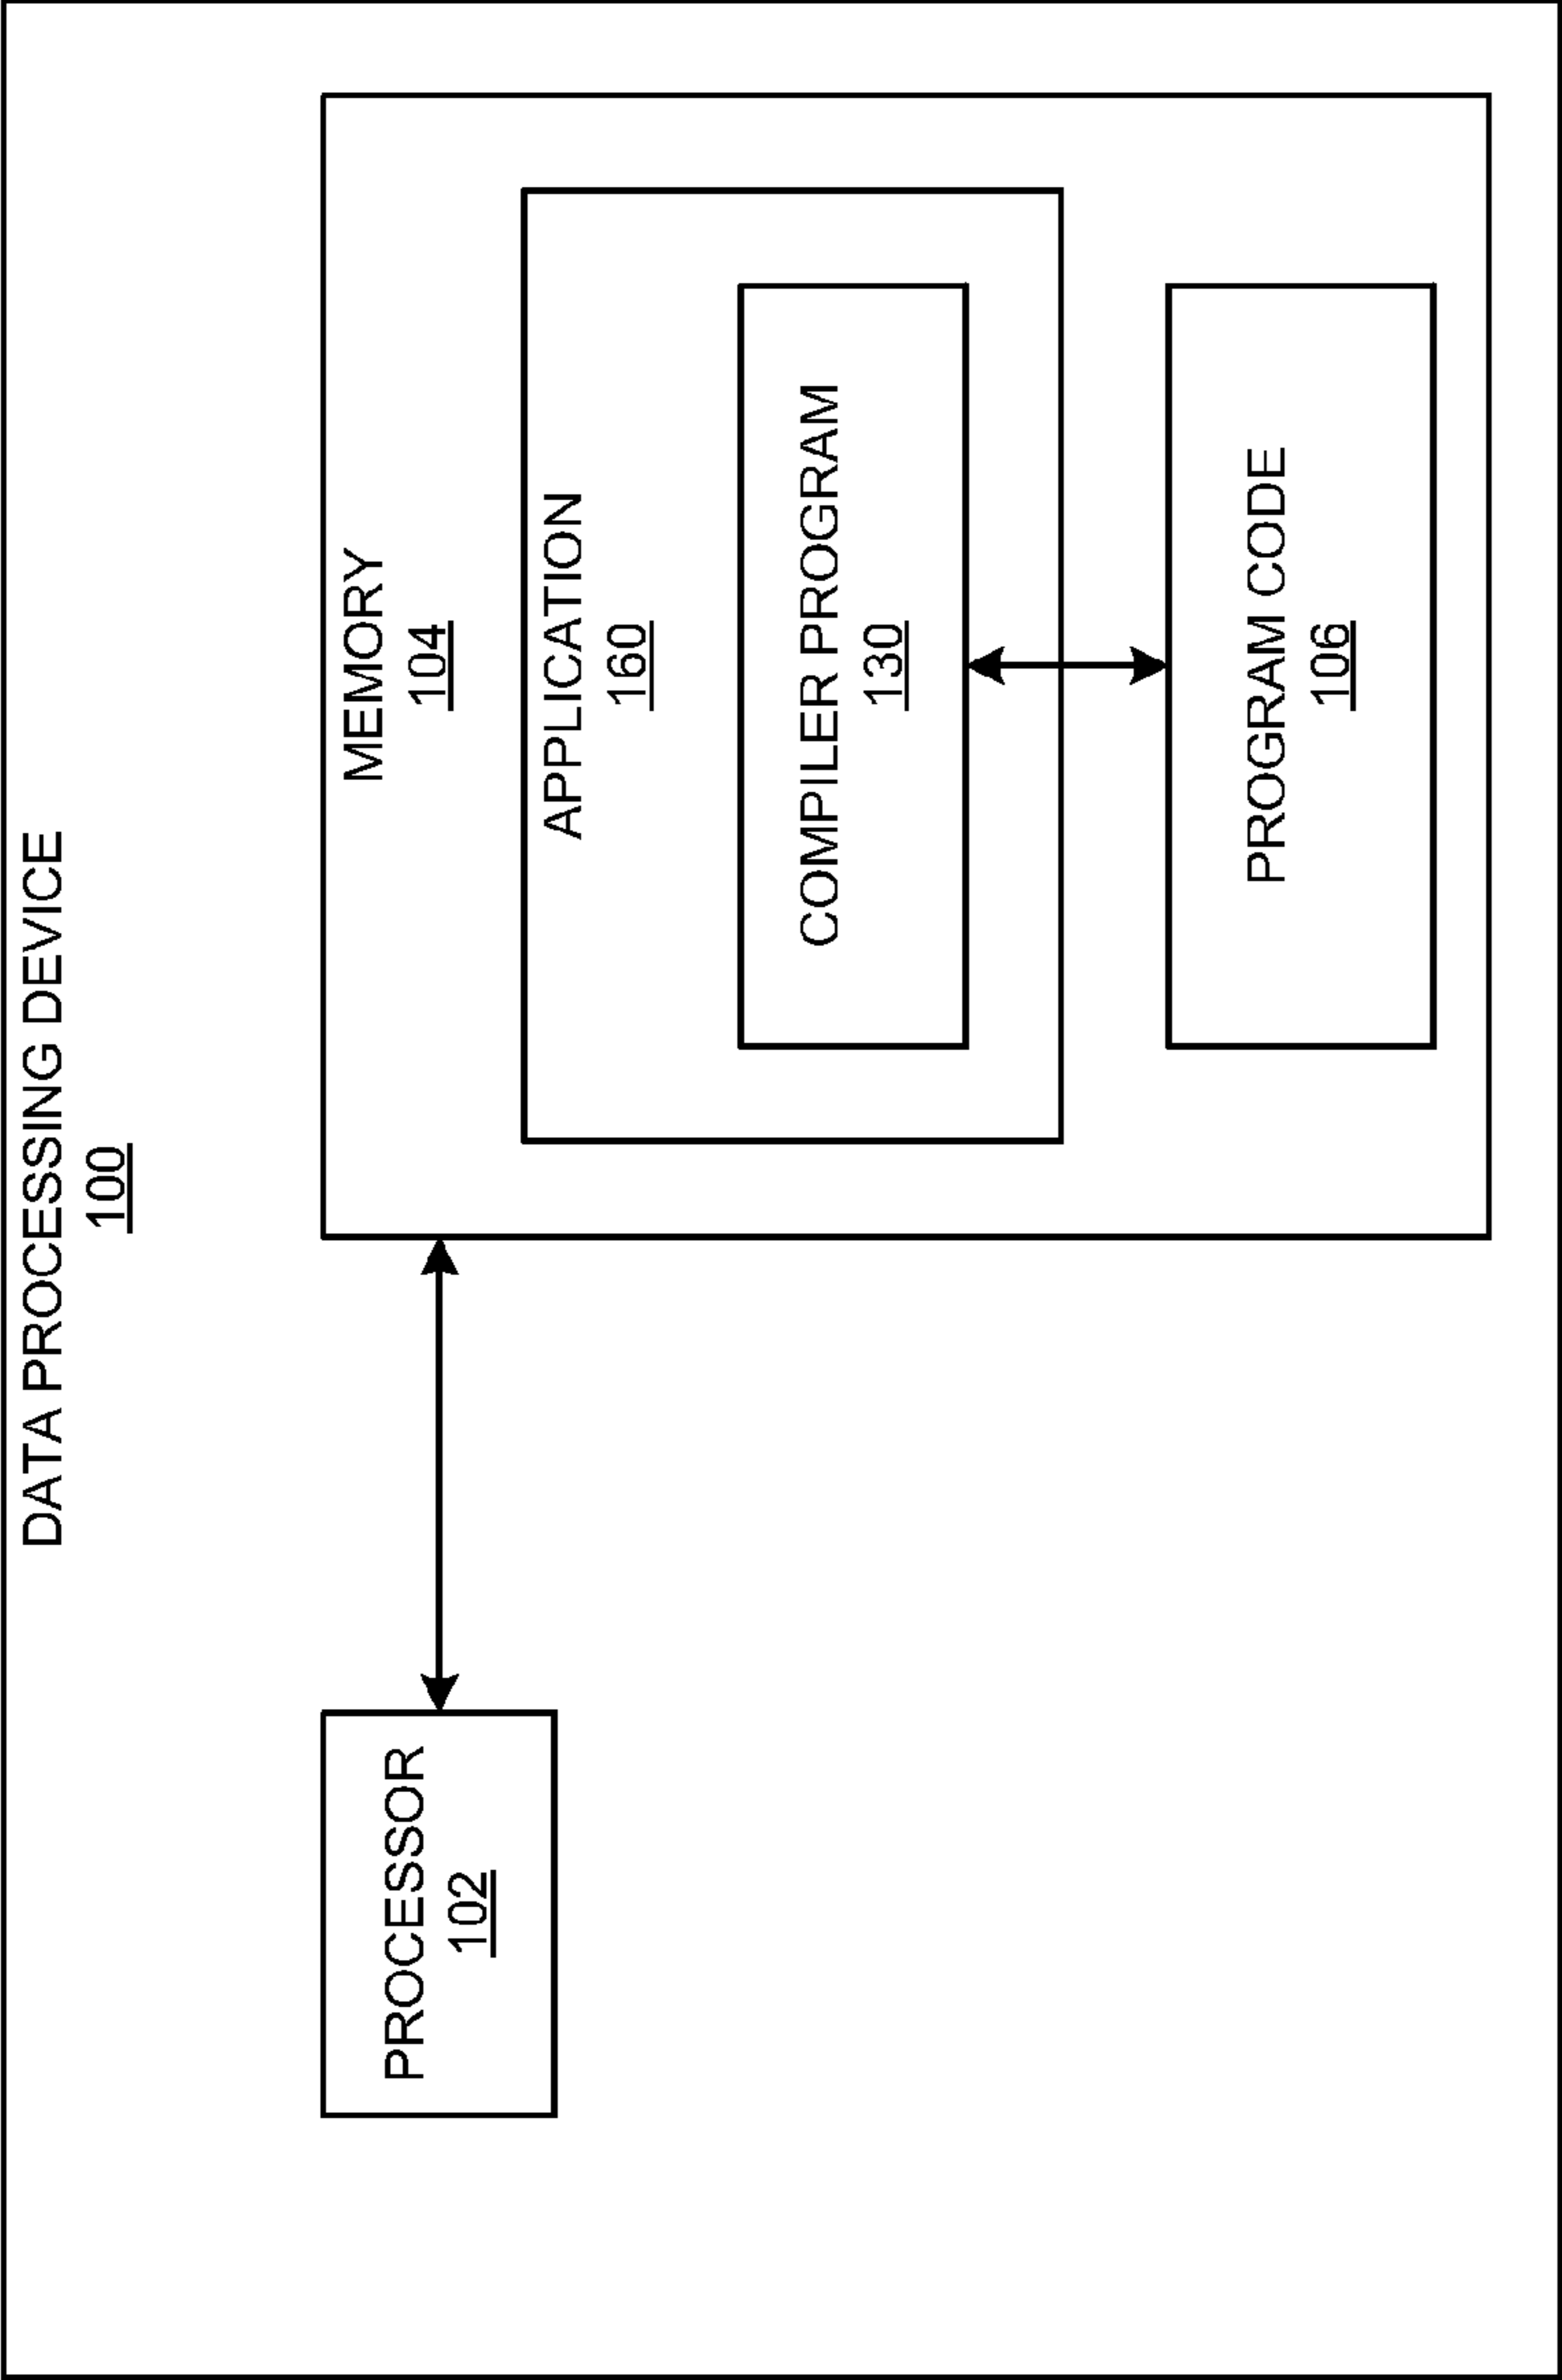 DATA PROCESSING DEVICE
100
PROCESSOR
102
MEMORY
104
APPLICATION
160
COMPILER PROGRAM
130
PROGRAM CODE
106